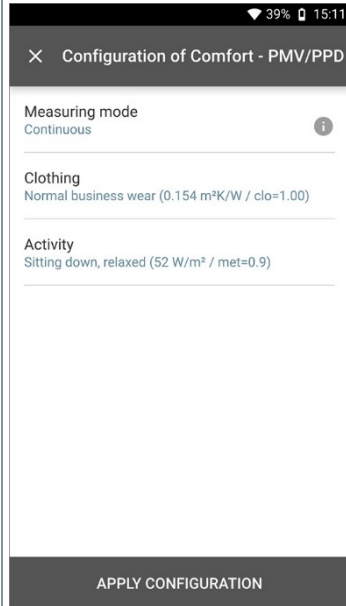 39% 15:11
Configuration of Comfort - PMV/PPD
Measuring mode
Continuous
Clothing
Normal business wear (0.154 m²K/W / clo=1.00)
Activity
Sitting down, relaxed (52 W/m² / met=0.9)
APPLY CONFIGURATION